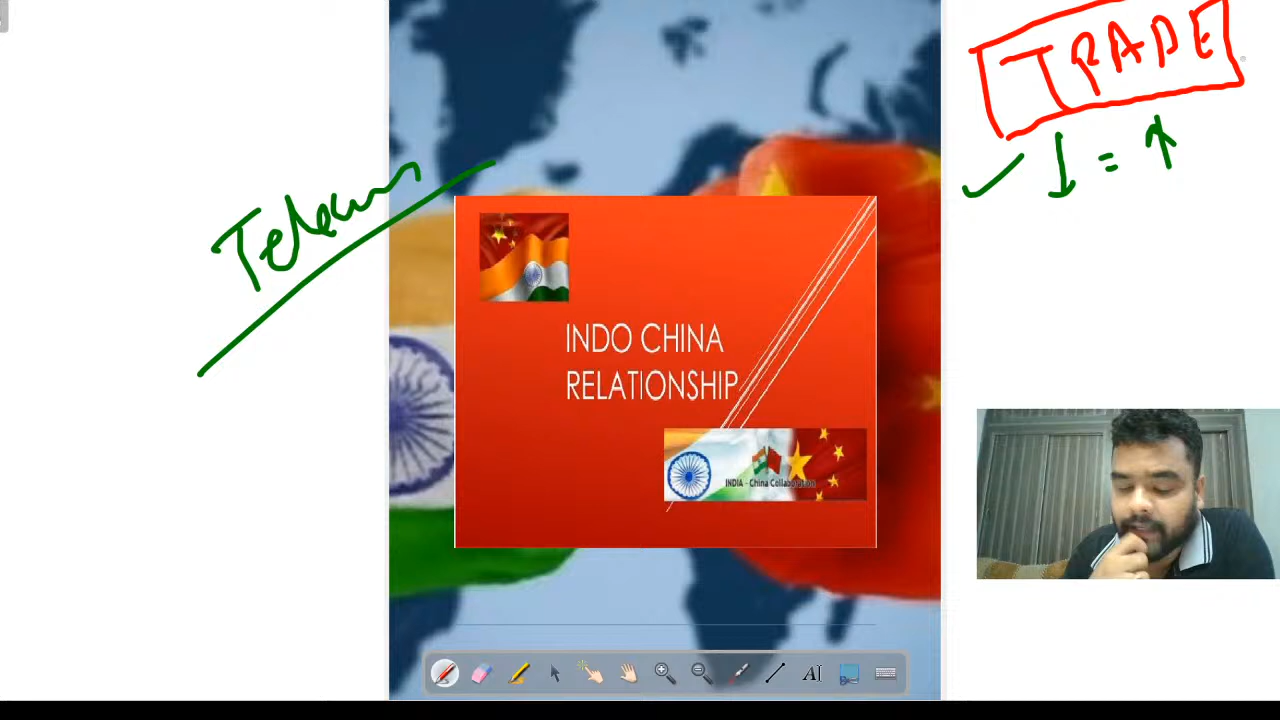 TRADE
↓ = ↑
INDO CHINA
RELATIONSHIP
INDIA - China Collaboration